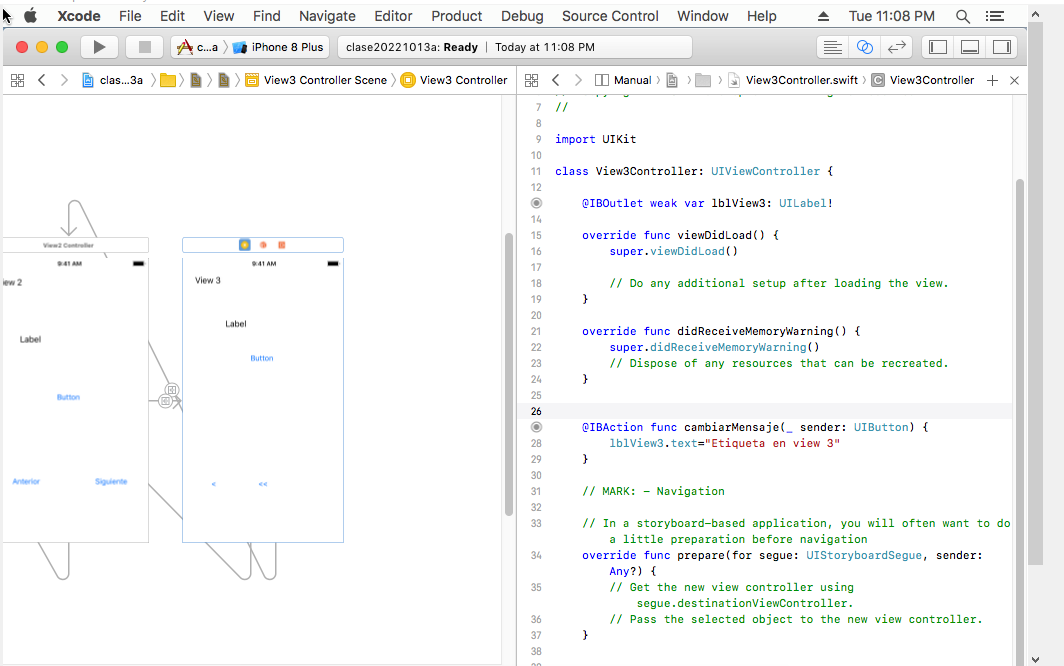 Xcode File Edit View Find Navigate Editor Product Debug Source Control Window Help Tue 11:08 PM
c...a iPhone 8 Plus clase20221013a: Ready | Today at 11:08 PM
clas...3a View3 Controller Scene View3 Controller
Manual View3Controller.swift C View3Controller
View2 Controller
9:41 AM
iew 2
Label
Button
Anterior Siguiente
9:41 AM
View 3
Label
Button
< <<
7 //
8
9 import UIKit
10
11 class View3Controller: UIViewController {
12
@IBOutlet weak var lblView3: UILabel!
14
15 override func viewDidLoad() {
16 super.viewDidLoad()
17
18 // Do any additional setup after loading the view.
19 }
20
21 override func didReceiveMemoryWarning() {
22 super.didReceiveMemoryWarning()
23 // Dispose of any resources that can be recreated.
24 }
25
26
@IBAction func cambiarMensaje(_ sender: UIButton) {
28 lblView3.text="Etiqueta en view 3"
29 }
30
31 // MARK: - Navigation
32
33 // In a storyboard-based application, you will often want to do
a little preparation before navigation
34 override func prepare(for segue: UIStoryboardSegue, sender:
Any?) {
35 // Get the new view controller using
segue.destinationViewController.
36 // Pass the selected object to the new view controller.
37 }
38